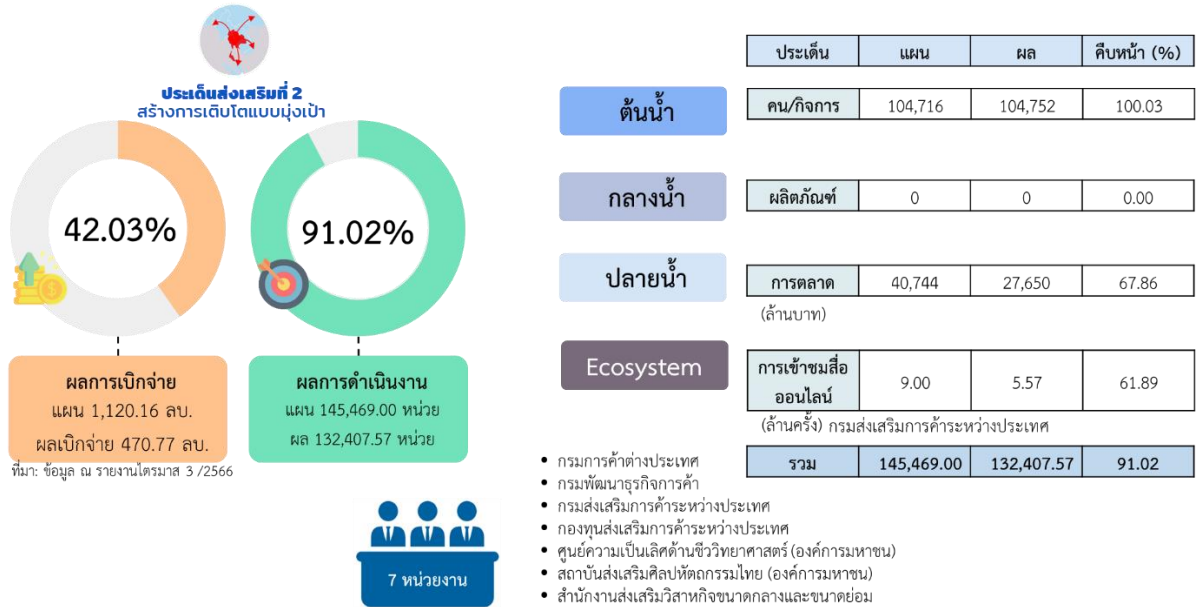 ประเด็นส่งเสริมที่ 2
สร้างการเติบโตแบบมุ่งเป้า
42.03%
91.02%
ผลการเบิกจ่าย
แผน 1,120.16 ลบ.
ผลเบิกจ่าย 470.77 ลบ.
ผลการดำเนินงาน
แผน 145,469.00 หน่วย
ผล 132,407.57 หน่วย
ที่มา: ข้อมูล ณ รายงานไตรมาส 3 /2566
7 หน่วยงาน
ประเด็น แผน ผล คืบหน้า (%)
ต้นน้ำ
คน/กิจการ 104,716 104,752 100.03
กลางน้ำ
ผลิตภัณฑ์ 0 0 0.00
ปลายน้ำ
การตลาด 40,744 27,650 67.86
(ล้านบาท)
Ecosystem
การเข้าชมสื่อ
ออนไลน์ 9.00 5.57 61.89
(ล้านครั้ง) กรมส่งเสริมการค้าระหว่างประเทศ
รวม 145,469.00 132,407.57 91.02
• กรมการค้าต่างประเทศ
• กรมพัฒนาธุรกิจการค้า
• กรมส่งเสริมการค้าระหว่างประเทศ
• กองทุนส่งเสริมการค้าระหว่างประเทศ
• ศูนย์ความเป็นเลิศด้านชีววิทยาศาสตร์ (องค์การมหาชน)
• สถาบันส่งเสริมศิลปหัตถกรรมไทย (องค์การมหาชน)
• สำนักงานส่งเสริมวิสาหกิจขนาดกลางและขนาดย่อม